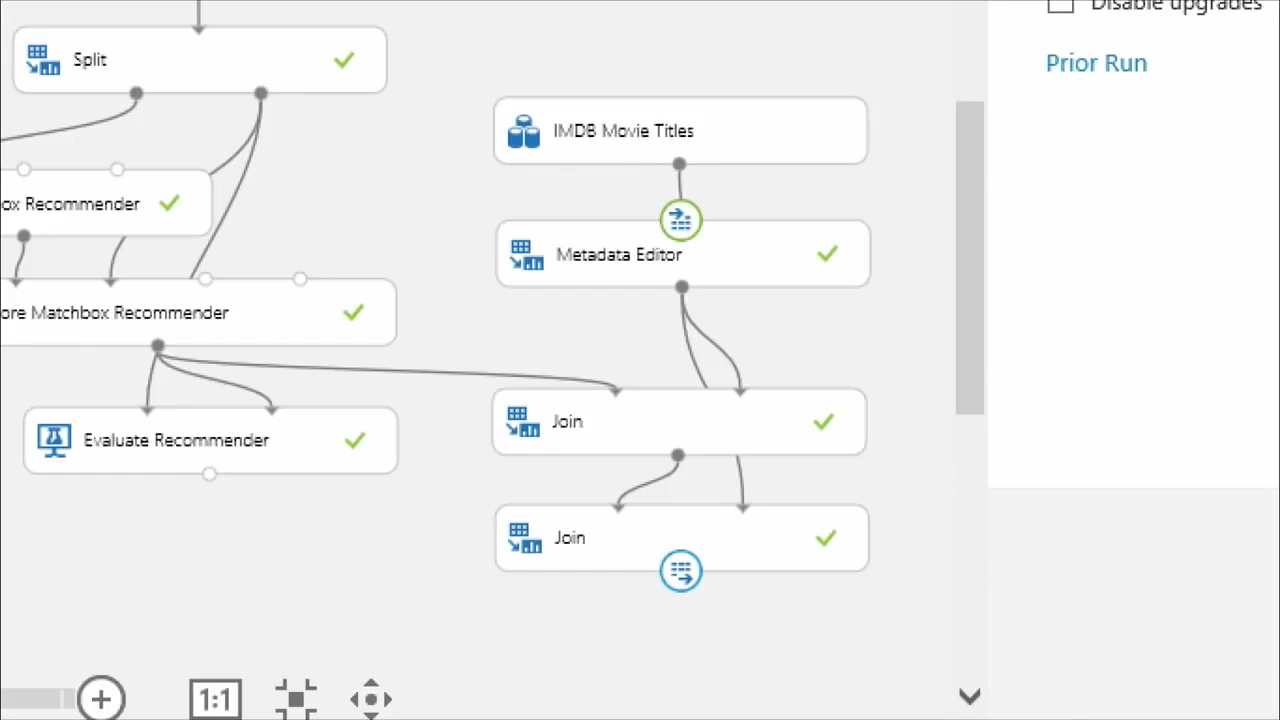 Disable upgrades
Prior Run
Split
IMDB Movie Titles
ox Recommender
Metadata Editor
ore Matchbox Recommender
Join
Evaluate Recommender
Join
1:1